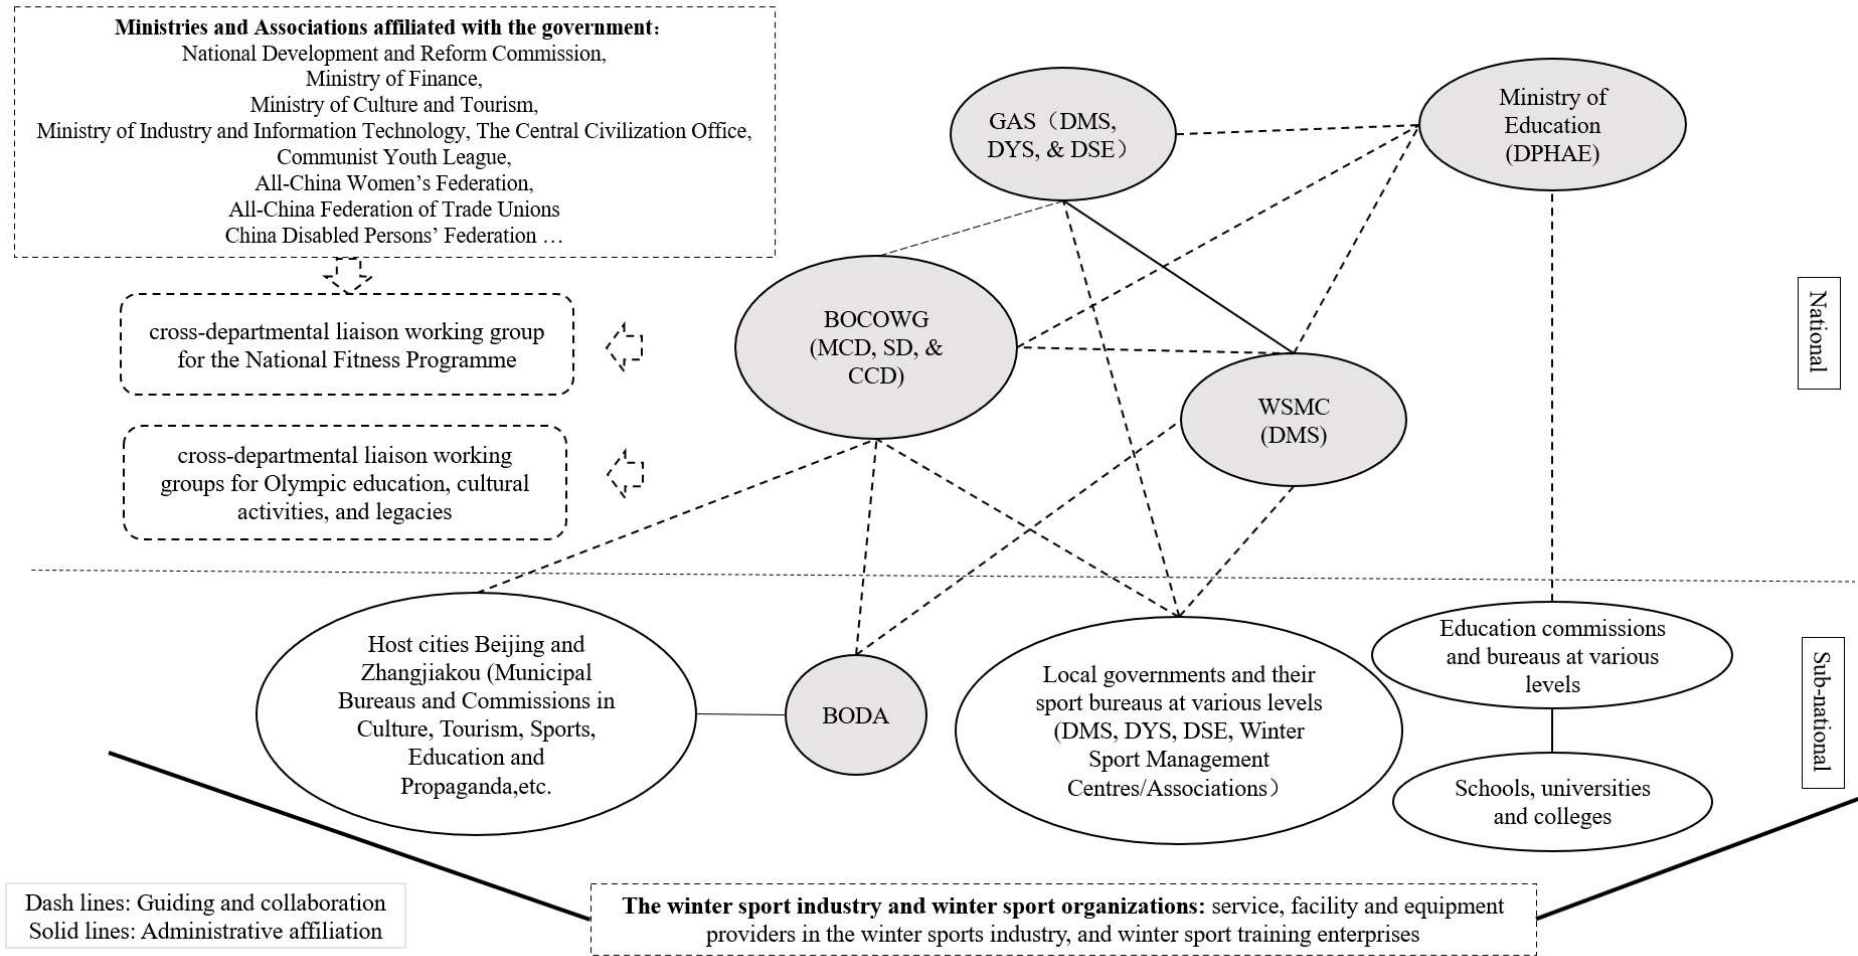 Ministries and Associations affiliated with the government：
National Development and Reform Commission,
Ministry of Finance,
Ministry of Culture and Tourism,
Ministry of Industry and Information Technology, The Central Civilization Office,
Communist Youth League,
All-China Women's Federation,
All-China Federation of Trade Unions
China Disabled Persons' Federation …
GAS（DMS,
DYS, & DSE）
Ministry of
Education
(DPHAE)
cross-departmental liaison working group
for the National Fitness Programme
BOCOWG
(MCD, SD, &
CCD)
WSMC
(DMS)
National
cross-departmental liaison working
groups for Olympic education, cultural
activities, and legacies
Host cities Beijing and
Zhangjiakou (Municipal
Bureaus and Commissions in
Culture, Tourism, Sports,
Education and
Propaganda,etc.
BODA
Local governments and their
sport bureaus at various levels
(DMS, DYS, DSE, Winter
Sport Management
Centres/Associations）
Education commissions
and bureaus at various
levels
Schools, universities
and colleges
Sub-national
Dash lines: Guiding and collaboration
Solid lines: Administrative affiliation
The winter sport industry and winter sport organizations: service, facility and equipment
providers in the winter sports industry, and winter sport training enterprises